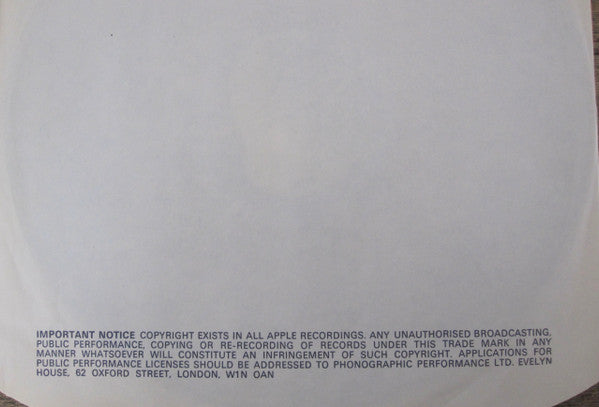 IMPORTANT NOTICE COPYRIGHT EXISTS IN ALL APPLE RECORDINGS. ANY UNAUTHORISED BROADCASTING,
PUBLIC PERFORMANCE, COPYING OR RE-RECORDING OF RECORDS UNDER THIS TRADE MARK IN ANY
MANNER WHATSOEVER WILL CONSTITUTE AN INFRINGEMENT OF SUCH COPYRIGHT. APPLICATIONS FOR
PUBLIC PERFORMANCE LICENSES SHOULD BE ADDRESSED TO PHONOGRAPHIC PERFORMANCE LTD. EVELYN
HOUSE, 62 OXFORD STREET, LONDON, W1N OAN